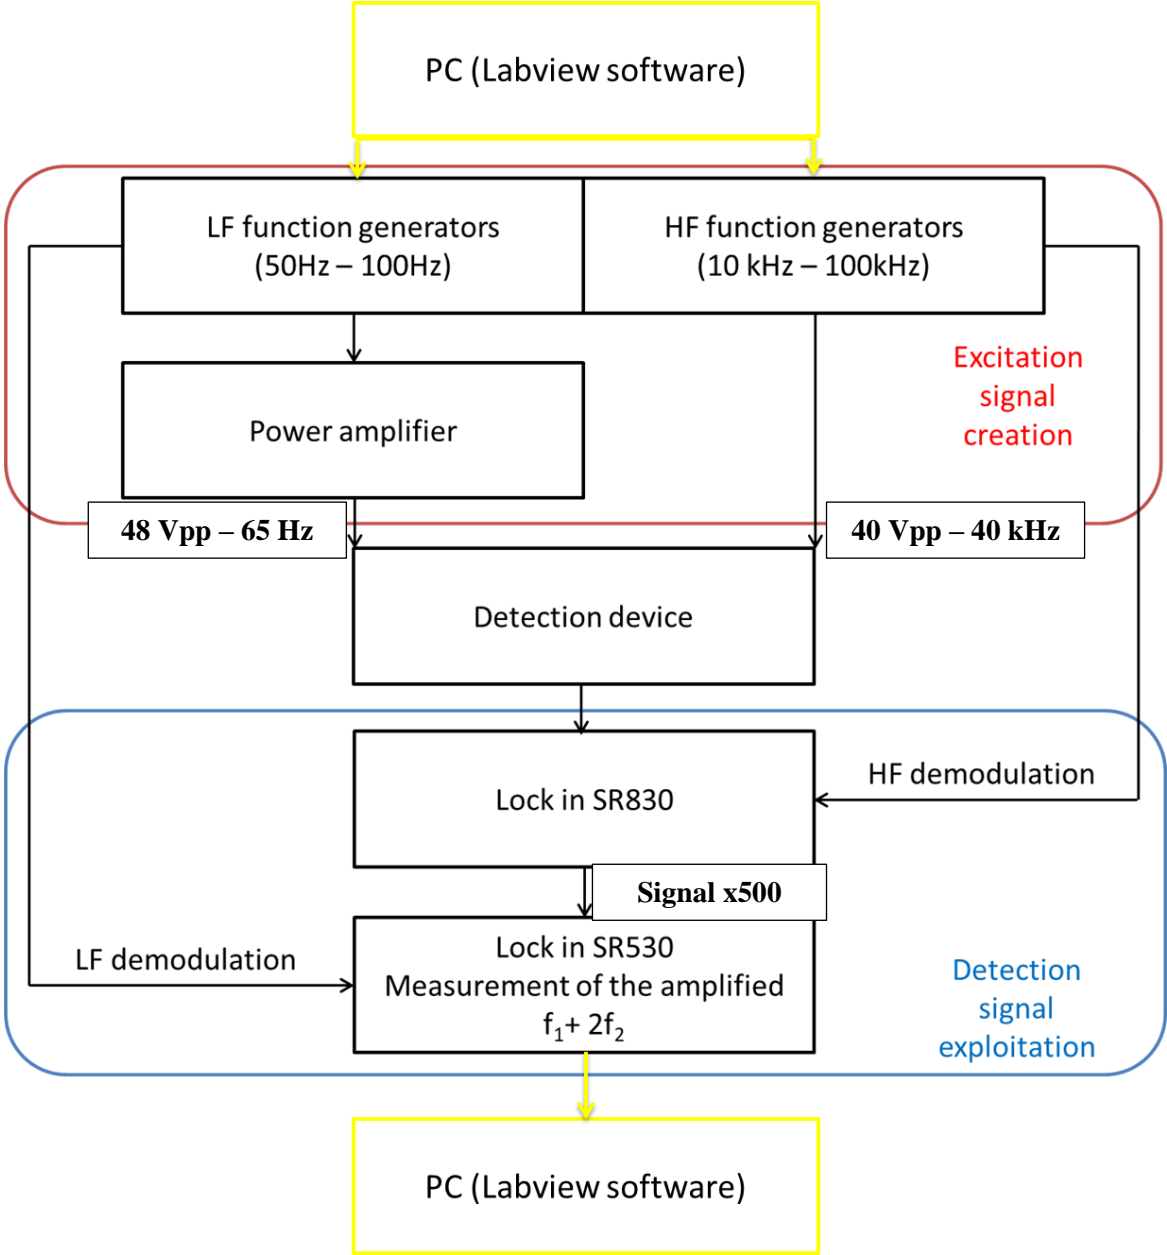 PC (Labview software)
LF function generators
(50Hz – 100Hz)
HF function generators
(10 kHz – 100kHz)
Excitation
signal
creation
Power amplifier
48 Vpp – 65 Hz
40 Vpp – 40 kHz
Detection device
Lock in SR830
HF demodulation
Signal x500
LF demodulation
Lock in SR530
Measurement of the amplified
f₁+ 2f₂
Detection
signal
exploitation
PC (Labview software)